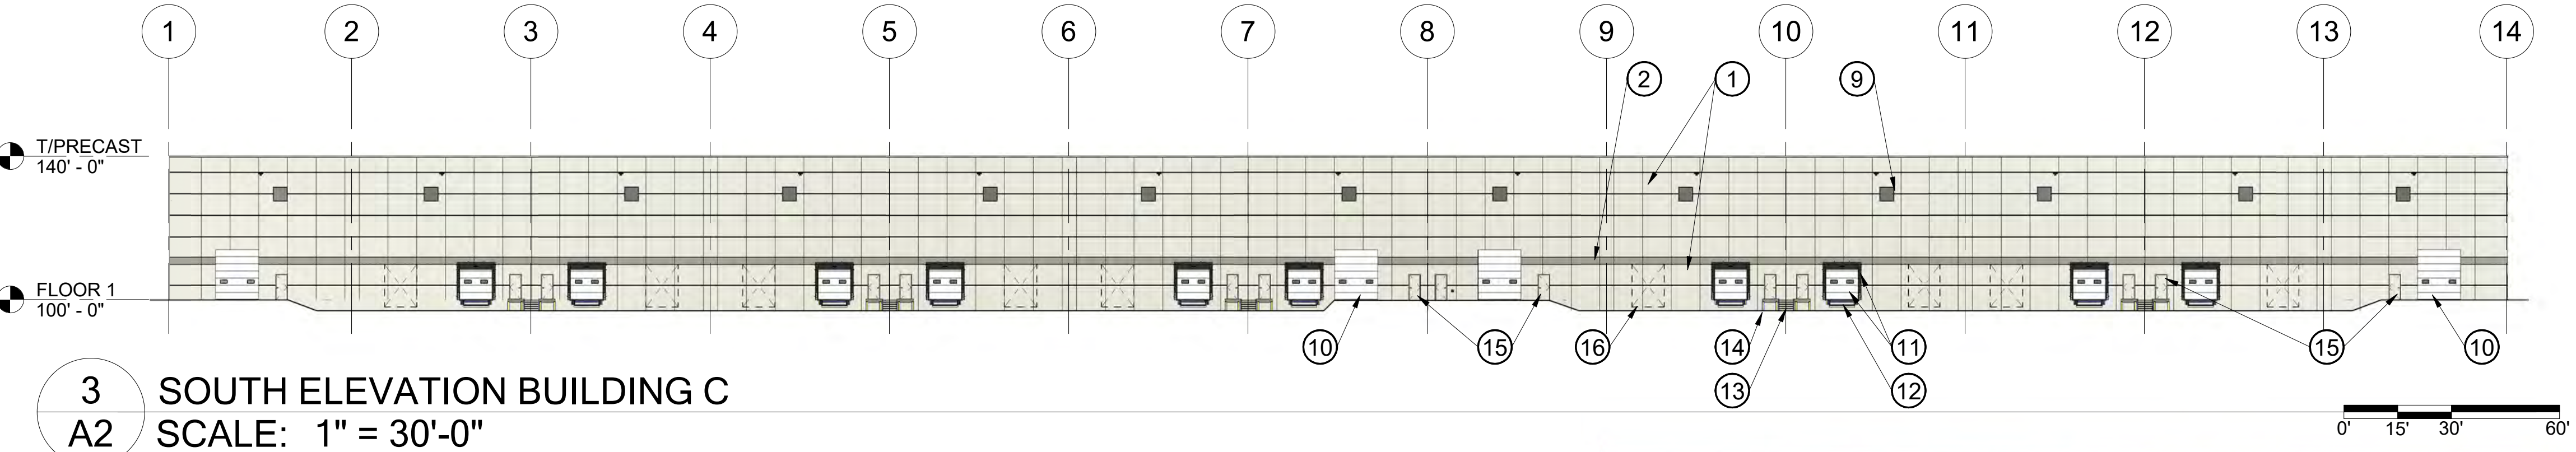 1 2 3 4 5 6 7 8 9 10 11 12 13 14
2 1 9
T/PRECAST
140' - 0"
FLOOR 1
100' - 0"
10 15 16 14 11 15 10
13 12
3 SOUTH ELEVATION BUILDING C
A2 SCALE: 1" = 30'-0"
0' 15' 30' 60'